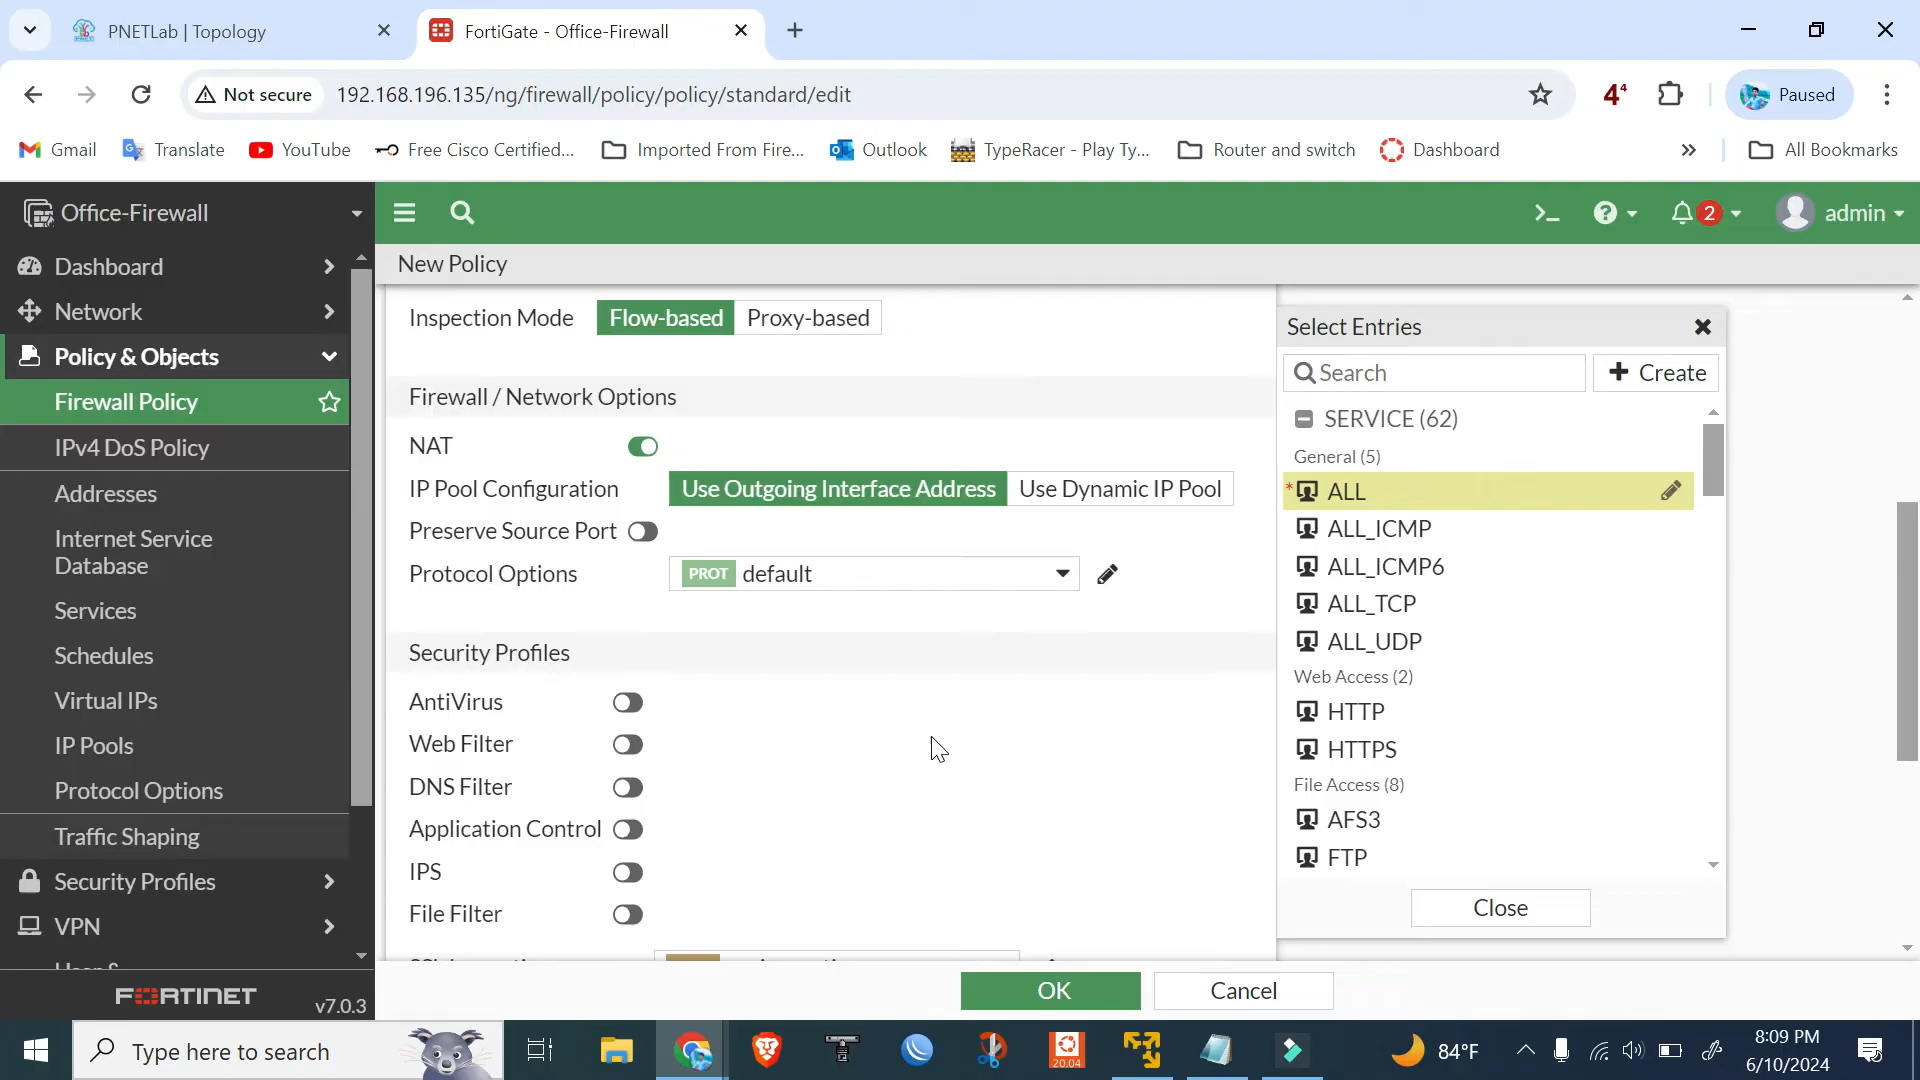 PNETLab | Topology
FortiGate - Office-Firewall
Not secure
192.168.196.135/ng/firewall/policy/policy/standard/edit
4⁴
Paused
Gmail
Translate
YouTube
Free Cisco Certified...
Imported From Fire...
Outlook
TypeRacer - Play Ty...
Router and switch
Dashboard
All Bookmarks
Office-Firewall
2
admin
Dashboard
Network
Policy & Objects
Firewall Policy
IPv4 DoS Policy
Addresses
Internet Service
Database
Services
Schedules
Virtual IPs
IP Pools
Protocol Options
Traffic Shaping
Security Profiles
VPN
FORTINET
v7.0.3
New Policy
Inspection Mode
Flow-based
Proxy-based
Firewall / Network Options
NAT
IP Pool Configuration
Use Outgoing Interface Address
Use Dynamic IP Pool
Preserve Source Port
Protocol Options
PROT default
Security Profiles
AntiVirus
Web Filter
DNS Filter
Application Control
IPS
File Filter
Select Entries
Search
Create
SERVICE (62)
General (5)
* ALL
ALL_ICMP
ALL_ICMP6
ALL_TCP
ALL_UDP
Web Access (2)
HTTP
HTTPS
File Access (8)
AFS3
FTP
Close
OK
Cancel
Type here to search
20.04
84°F
8:09 PM
6/10/2024